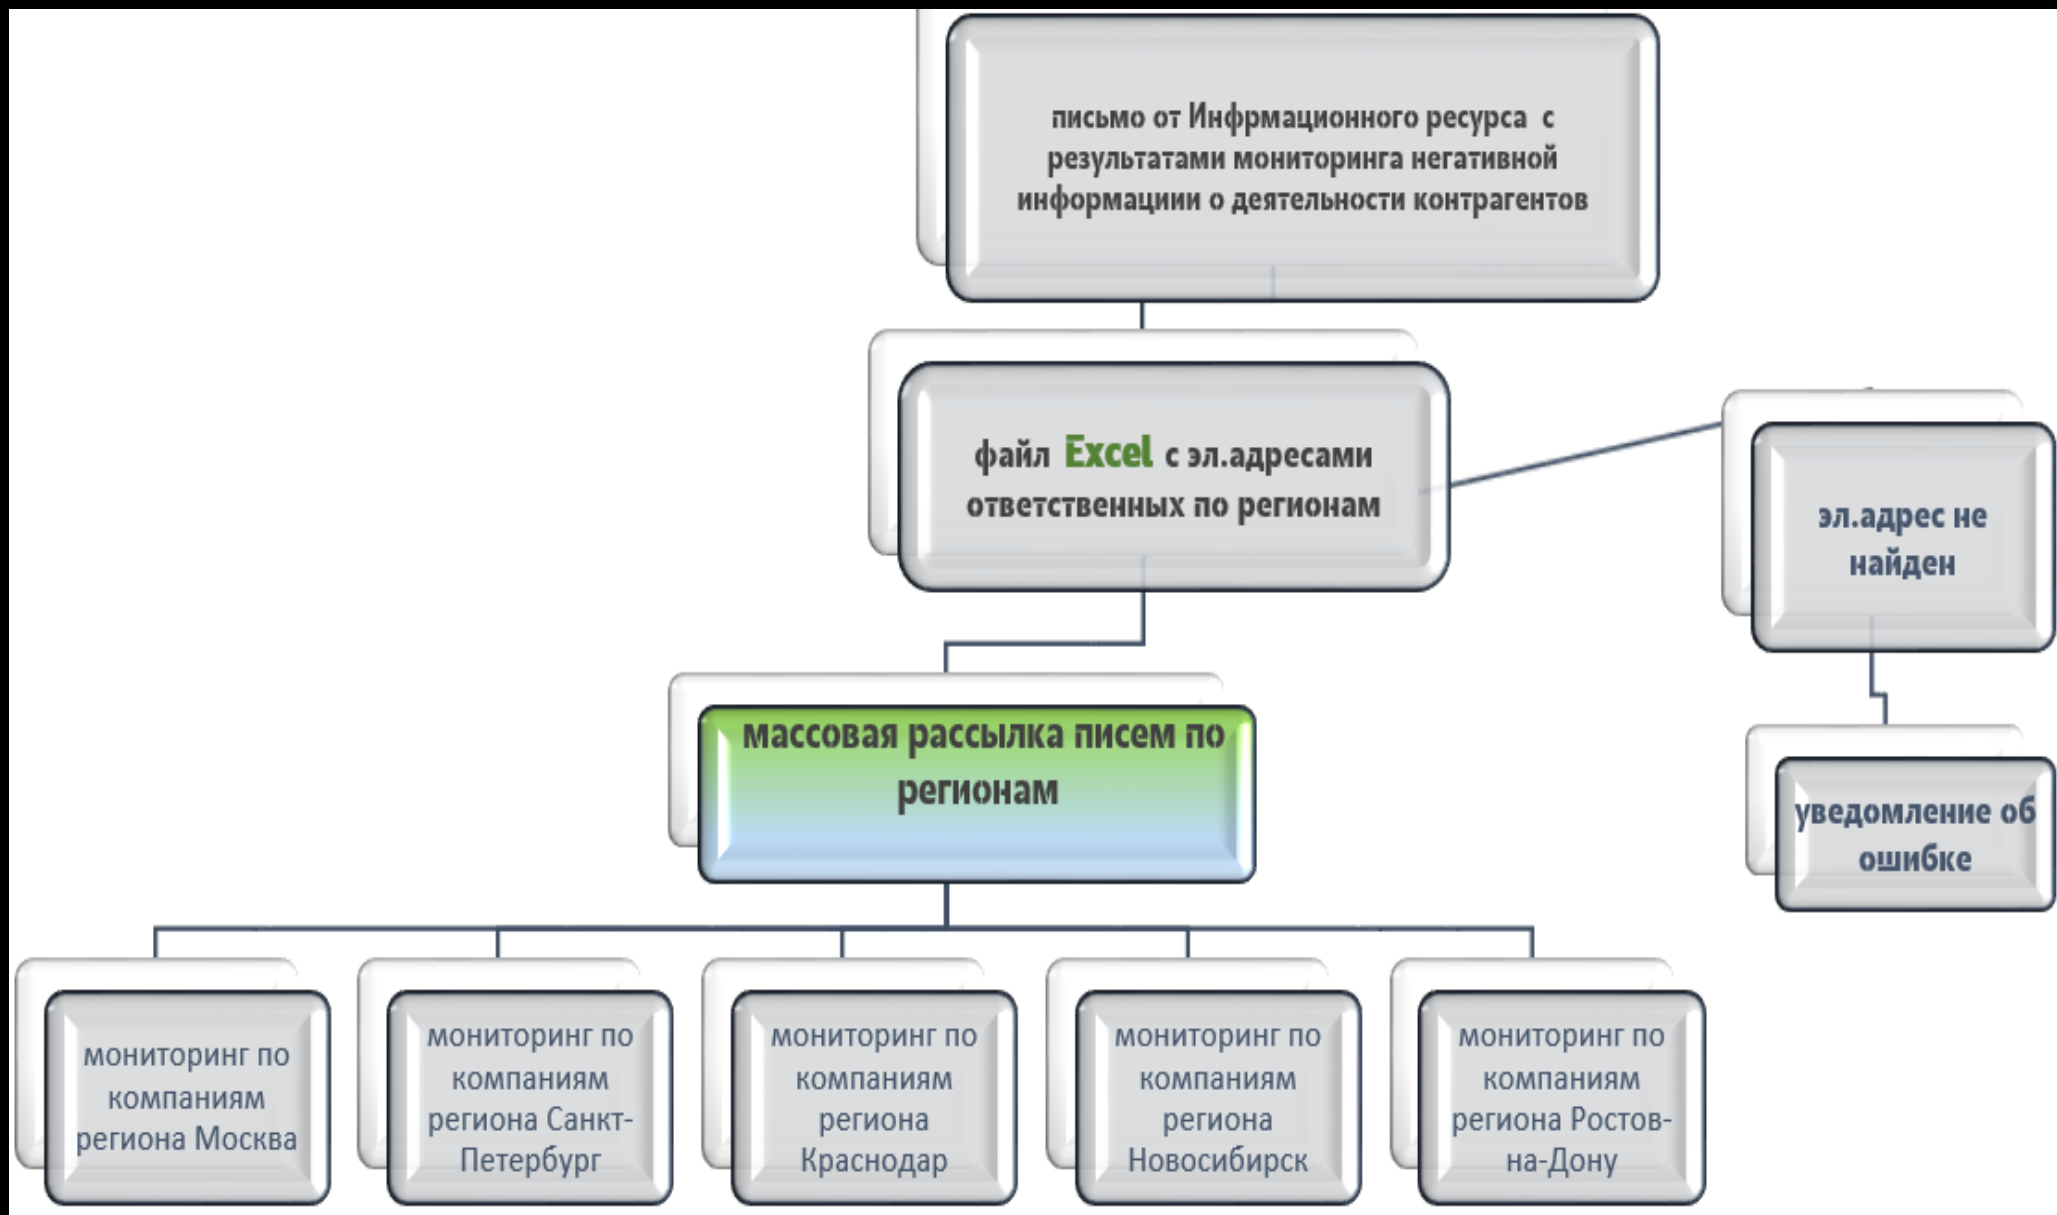 письмо от Инфрмационного ресурса с
результатами мониторинга негативной
информациии о деятельности контрагентов
файл Excel с эл.адресами
ответственных по регионам
эл.адрес не
найден
массовая рассылка писем по
регионам
уведомление об
ошибке
мониторинг по
компаниям
региона Москва
мониторинг по
компаниям
региона Санкт-
Петербург
мониторинг по
компаниям
региона
Краснодар
мониторинг по
компаниям
региона
Новосибирск
мониторинг по
компаниям
региона Ростов-
на-Дону